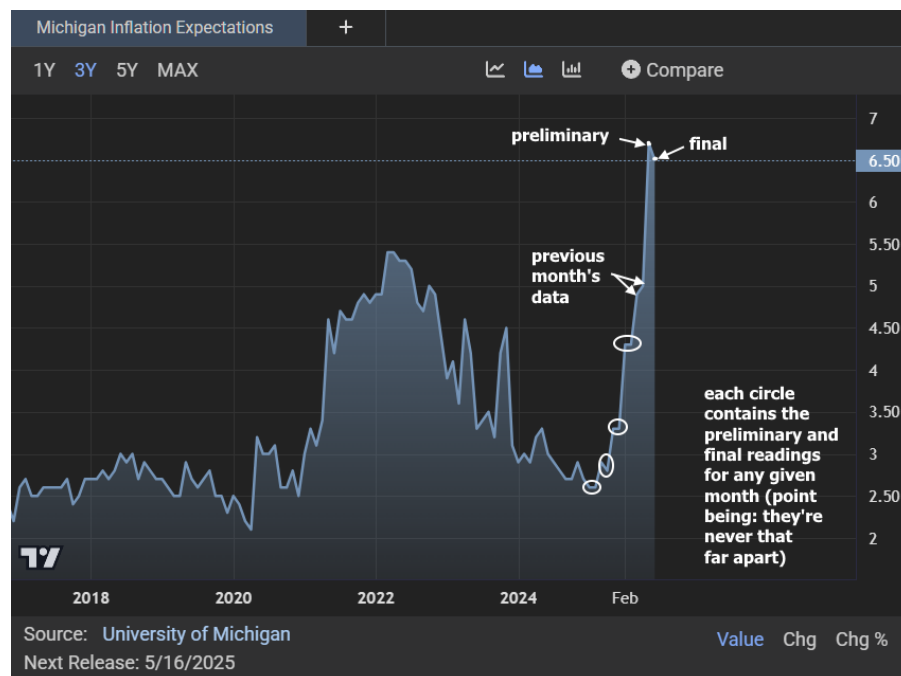 Michigan Inflation Expectations
+
1Y 3Y 5Y MAX
Compare
7
preliminary
final
6.50
6
5.50
previous
month's
data
5
4.50
4
each circle
contains the
preliminary and
final readings
for any given
month (point
being: they're
never that
far apart)
3.50
3
2.50
2
2018 2020 2022 2024 Feb
Source: University of Michigan
Next Release: 5/16/2025
Value Chg Chg %